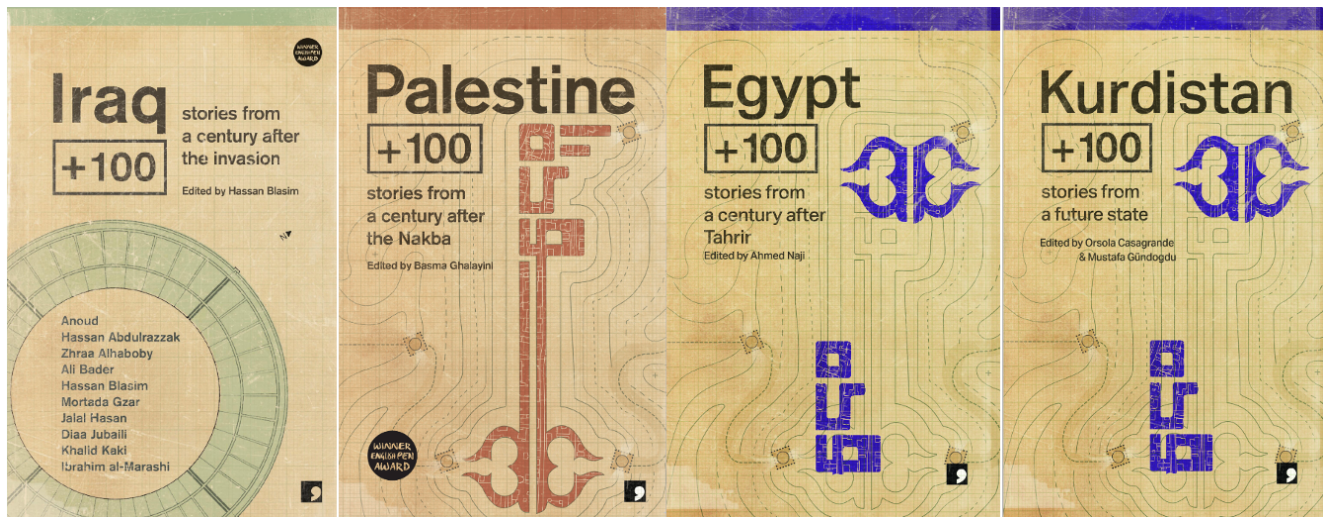 WINNER
ENGLISH PEN
AWARD
Iraq
+100
stories from
a century after
the invasion
Edited by Hassan Blasim
N
Anoud
Hassan Abdulrazzak
Zhraa Alhaboby
Ali Bader
Hassan Blasim
Mortada Gzar
Jalal Hasan
Diaa Jubaili
Khalid Kaki
Ibrahim al-Marashi
Palestine
+100
stories from
a century after
the Nakba
Edited by Basma Ghalayini
WINNER
ENGLISH PEN
AWARD
Egypt
+100
stories from
a century after
Tahrir
Edited by Ahmed Naji
Kurdistan
+100
stories from
a future state
Edited by Orsola Casagrande
& Mustafa Gündogdu